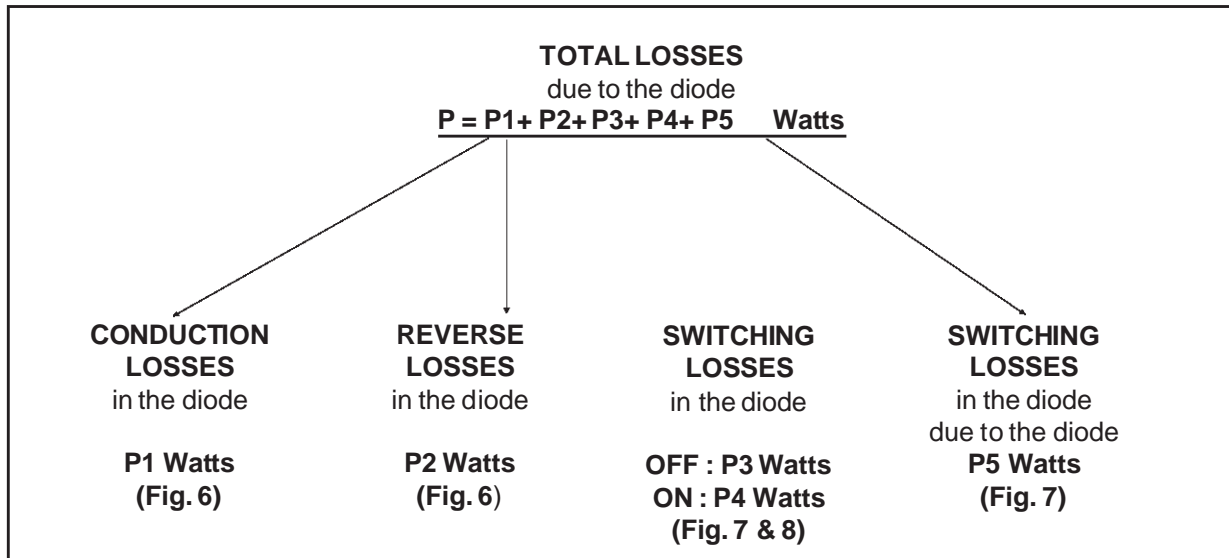 TOTAL LOSSES
due to the diode
P = P1+ P2+ P3+ P4+ P5 Watts
CONDUCTION
LOSSES
in the diode
P1 Watts
(Fig. 6)
REVERSE
LOSSES
in the diode
P2 Watts
(Fig. 6)
SWITCHING
LOSSES
in the diode
OFF : P3 Watts
ON : P4 Watts
(Fig. 7 & 8)
SWITCHING
LOSSES
in the diode
due to the diode
P5 Watts
(Fig. 7)